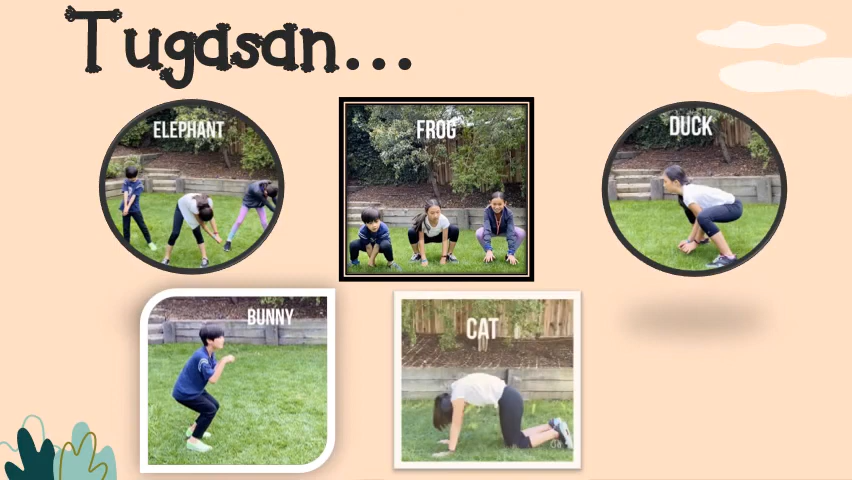 Tugasan...
ELEPHANT
FROG
DUCK
BUNNY
CAT